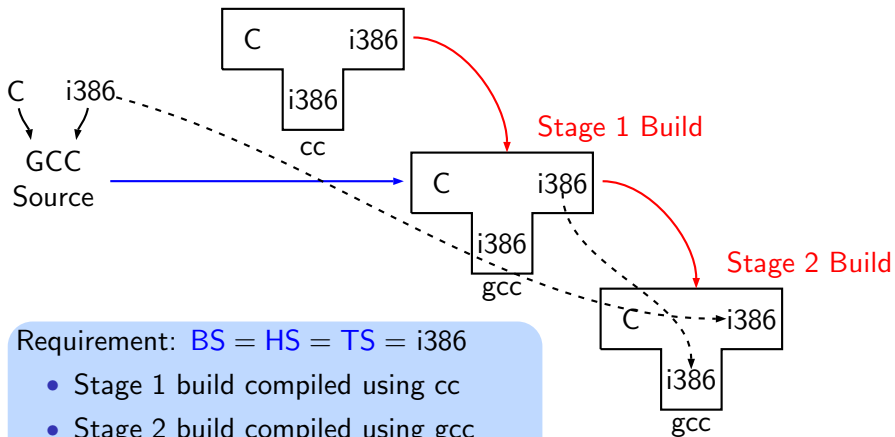 C i386
i386
cc
C i386
GCC
Source
Stage 1 Build
C i386
i386
gcc
Stage 2 Build
C i386
i386
gcc
Requirement: BS = HS = TS = i386
• Stage 1 build compiled using cc
• Stage 2 build compiled using gcc